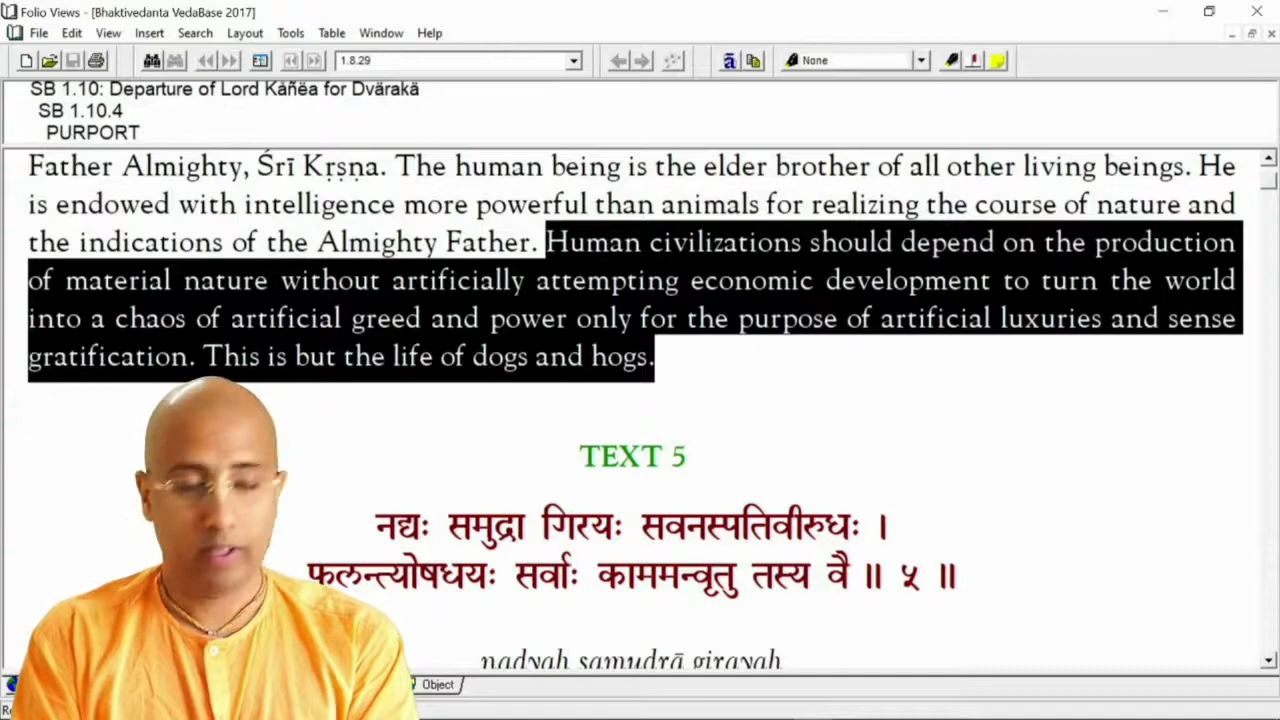 Folio Views - [Bhaktivedanta VedaBase 2017]
File Edit View Insert Search Layout Tools Table Window Help
1.8.29
ā
None
SB 1.10: Departure of Lord Kåñëa for Dvärakä
SB 1.10.4
PURPORT
Father Almighty, Śrī Kṛṣṇa. The human being is the elder brother of all other living beings. He
is endowed with intelligence more powerful than animals for realizing the course of nature and
the indications of the Almighty Father. Human civilizations should depend on the production
of material nature without artificially attempting economic development to turn the world
into a chaos of artificial greed and power only for the purpose of artificial luxuries and sense
gratification. This is but the life of dogs and hogs.
TEXT 5
नद्यः समुद्रा गिरयः सवनस्पतिवीरुधः ।
फलन्त्योषधयः सर्वाः काममन्वृतु तस्य वै ॥ ५ ॥
nadyaḥ samudrā girayaḥ
Object